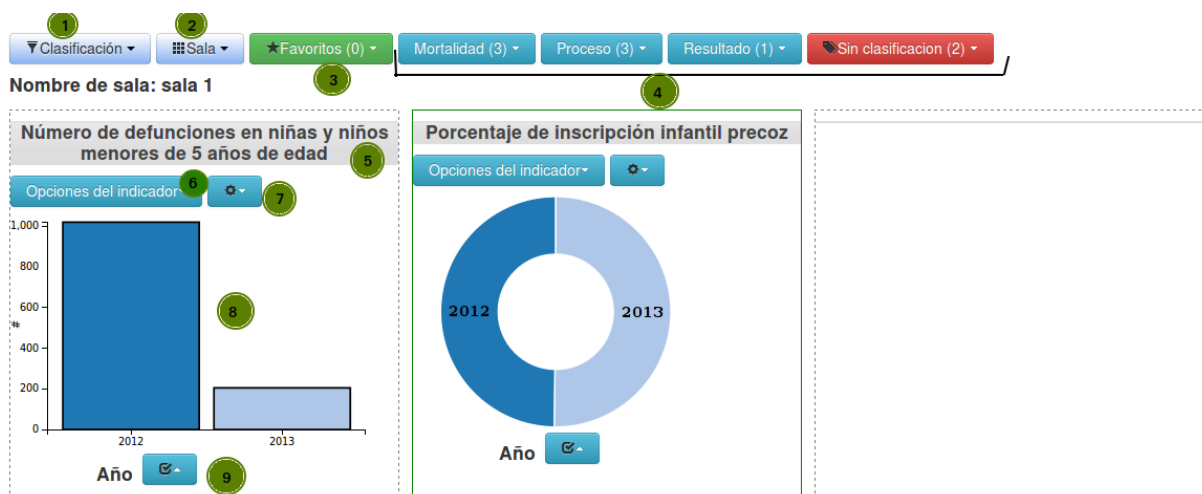 1
2
Clasificación
Sala
Favoritos (0)
Mortalidad (3)
Proceso (3)
Resultado (1)
Sin clasificacion (2)
3
4
Nombre de sala: sala 1
Número de defunciones en niñas y niños
menores de 5 años de edad
5
Opciones del indicador
6
7
1,000
800
600
400
200
0
#
8
2012
2013
Año
9
Porcentaje de inscripción infantil precoz
Opciones del indicador
2012
2013
Año